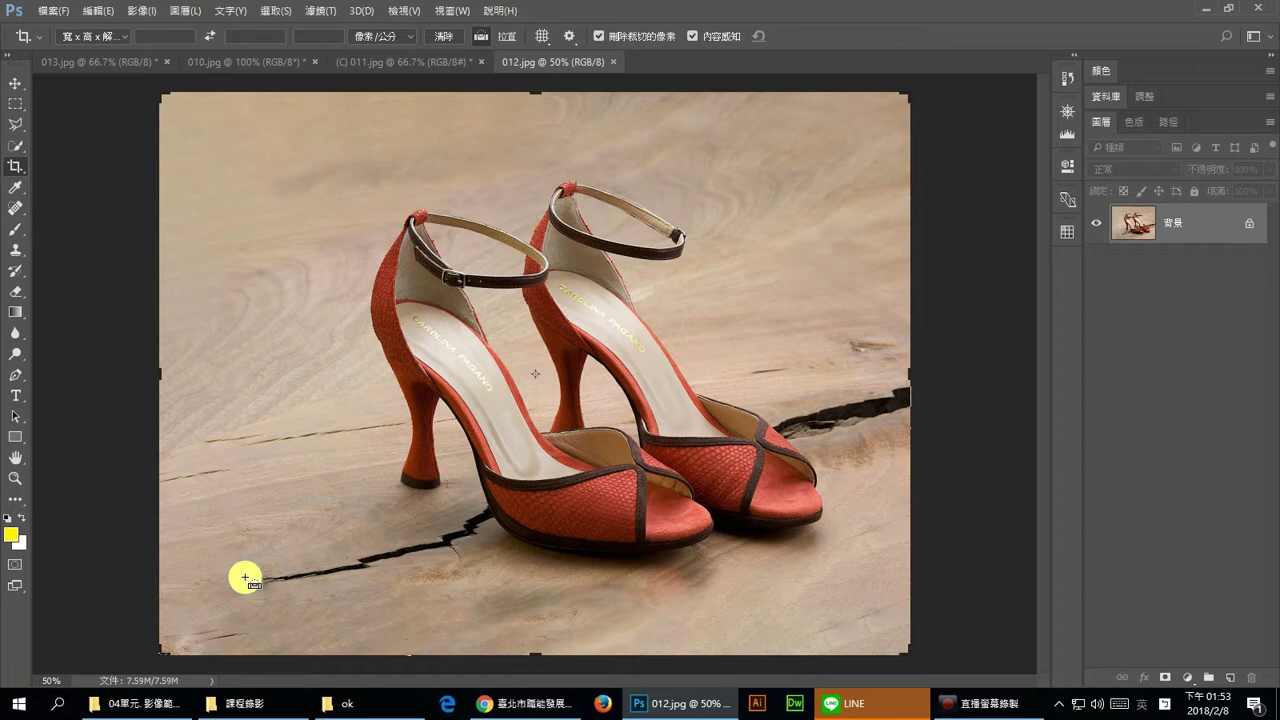 Ps 檔案(F) 編輯(E) 影像(I) 圖層(L) 文字(Y) 選取(S) 濾鏡(T) 3D(D) 檢視(V) 視窗(W) 說明(H)
寬 x 高 x 解... 像素/公分 清除 拉直 刪除裁切的像素 內容感知
013.jpg @ 66.7% (RGB/8) * × 010.jpg @ 100% (RGB/8*) * × (C) 011.jpg @ 66.7% (RGB/8#) * × 012.jpg @ 50% (RGB/8) ×
顏色
資料庫 調整
圖層 色版 路徑
種類
正常 不透明度: 100%
鎖定: 填滿: 100%
背景
CAROLINA PAGANO
CAROLINA PAGANO
50% 文件: 7.59M/7.59M
04單元. 影像範... 課程錄影 ok 臺北市職能發展... Ps 012.jpg @ 50% ... Ai Dw LINE 直播螢幕錄製 英
下午 01:53
2018/2/8